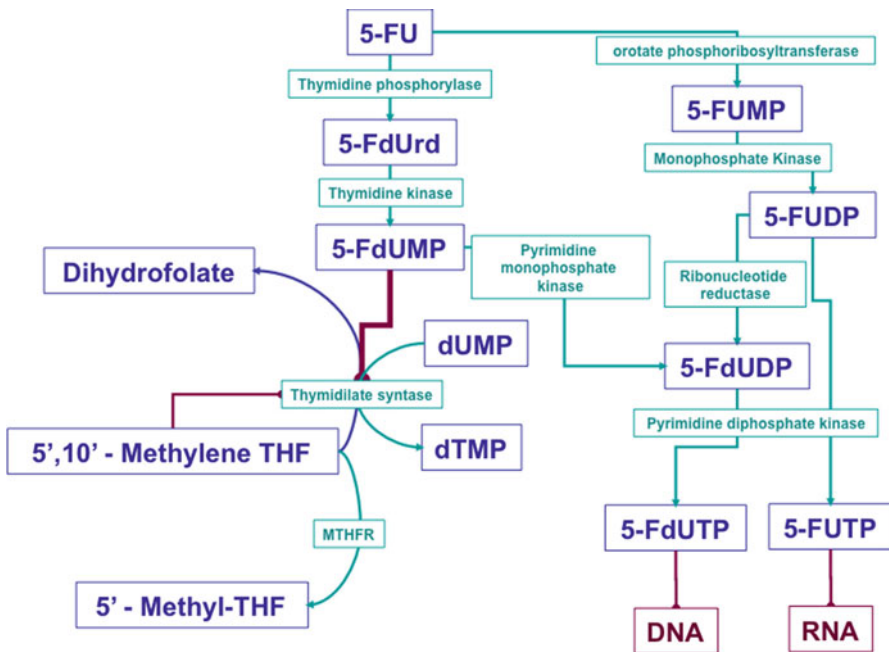 5-FU
orotate phosphoribosyltransferase
Thymidine phosphorylase
5-FUMP
5-FdUrd
Monophosphate Kinase
Thymidine kinase
5-FUDP
5-FdUMP
Pyrimidine
monophosphate
kinase
Dihydrofolate
Ribonucleotide
reductase
dUMP
5-FdUDP
Thymidilate syntase
Pyrimidine diphosphate kinase
5',10' - Methylene THF
dTMP
MTHFR
5-FdUTP
5-FUTP
5' - Methyl-THF
DNA
RNA